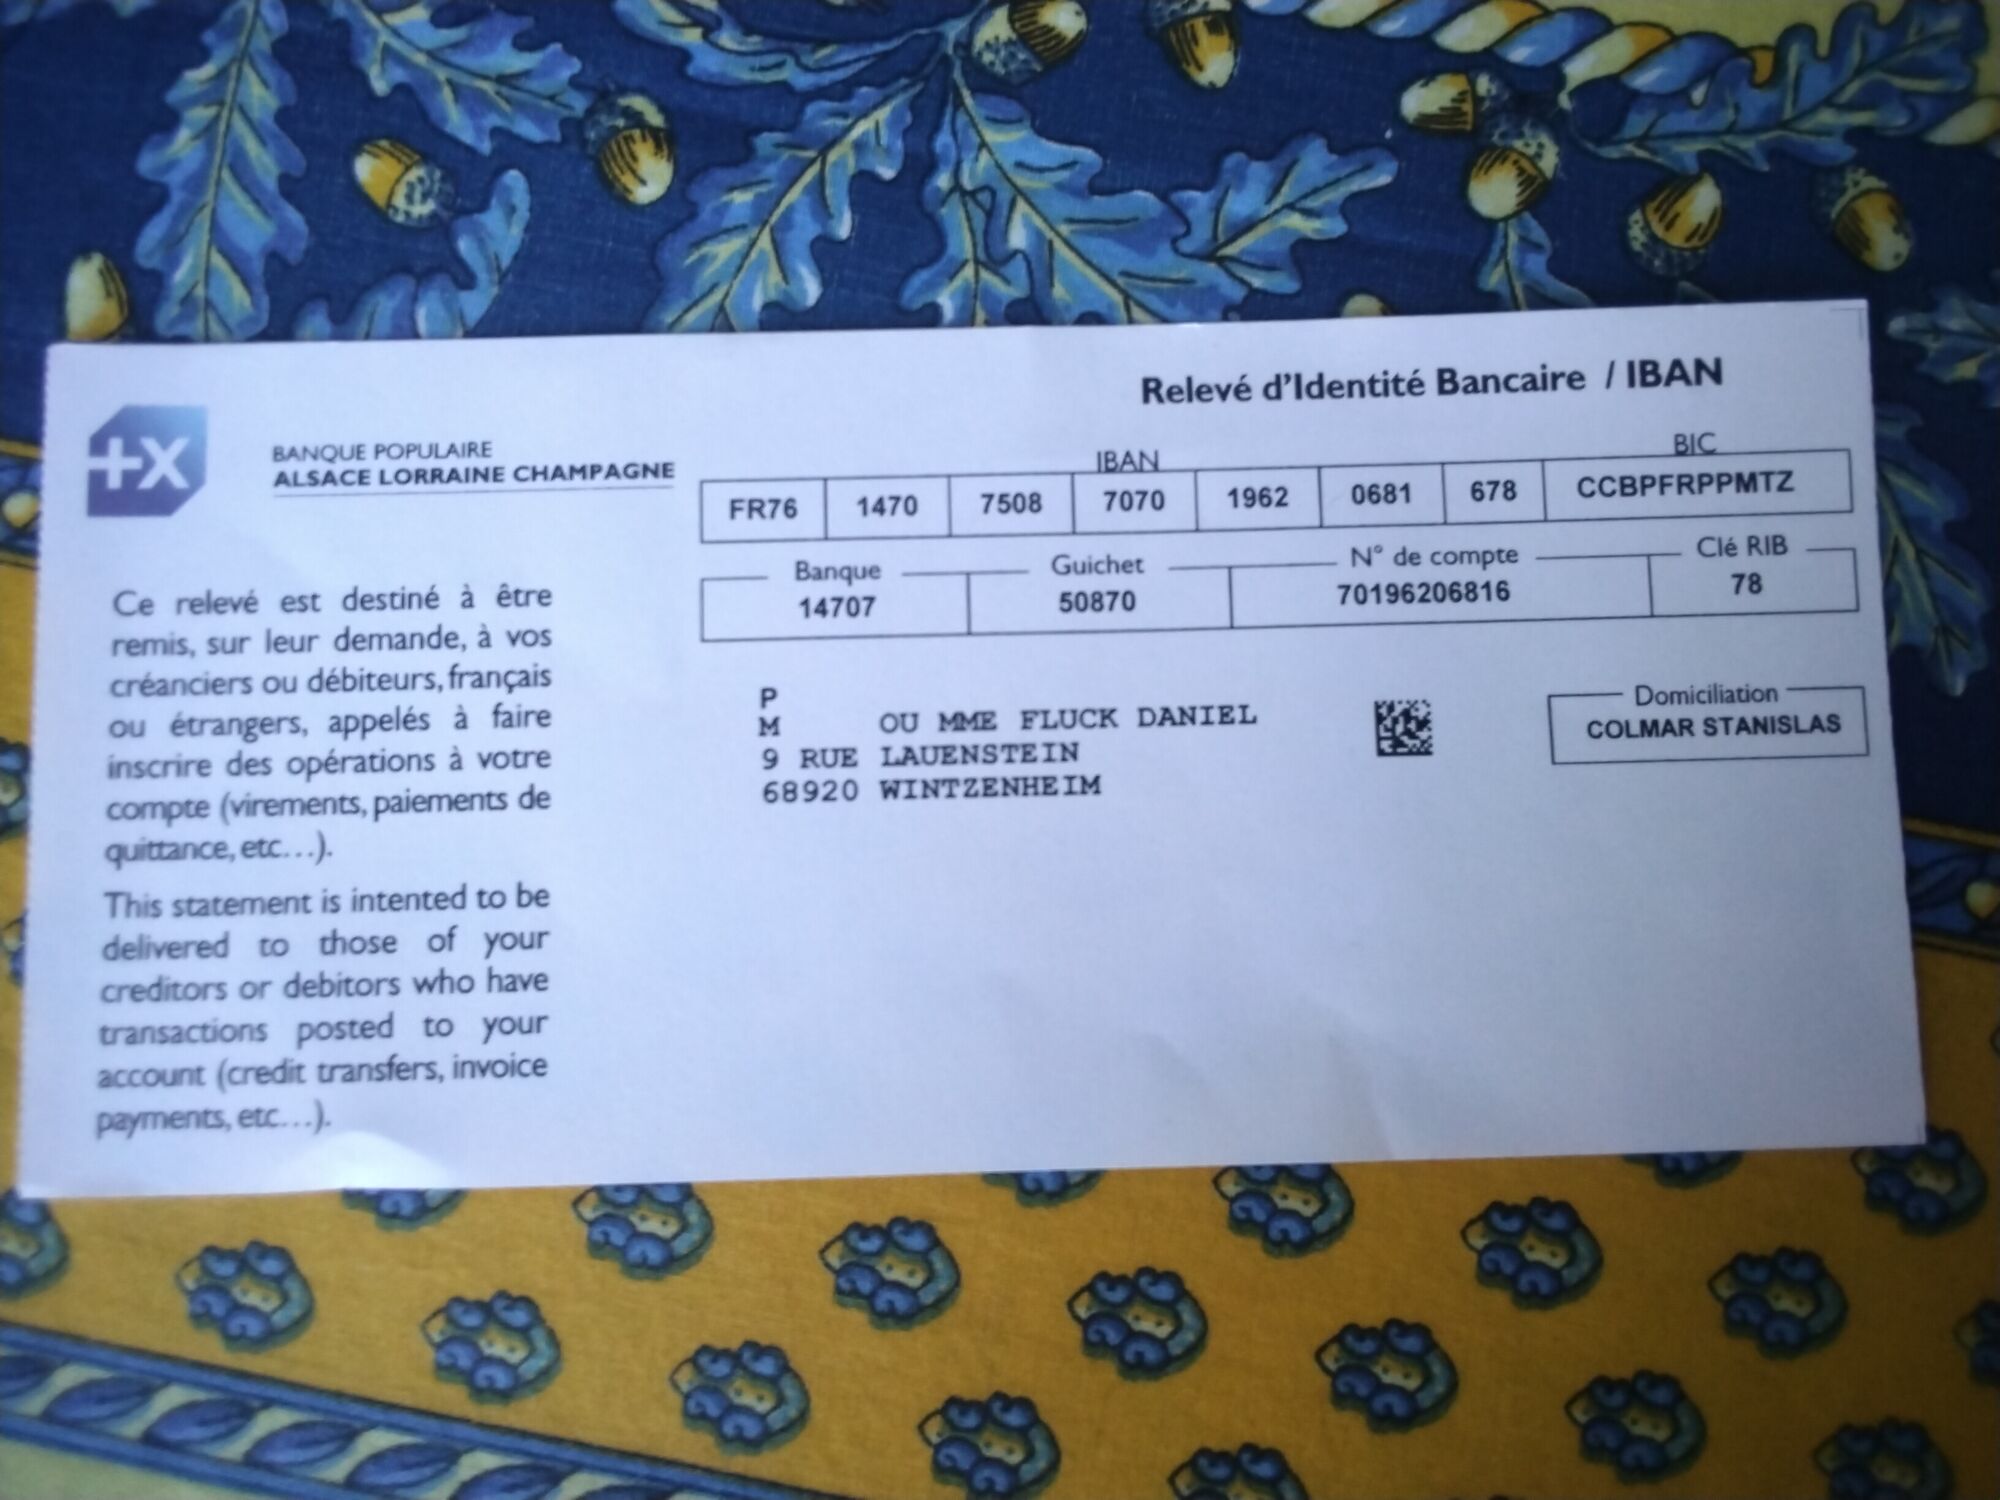 Relevé d'Identité Bancaire / IBAN
+X
BANQUE POPULAIRE
ALSACE LORRAINE CHAMPAGNE
IBAN BIC
FR76 1470 7508 7070 1962 0681 678 CCBPFRPPMTZ
Banque Guichet N° de compte Clé RIB
14707 50870 70196206816 78
Ce relevé est destiné à être
remis, sur leur demande, à vos
créanciers ou débiteurs, français
ou étrangers, appelés à faire
inscrire des opérations à votre
compte (virements, paiements de
quittance, etc...).
This statement is intented to be
delivered to those of your
creditors or debitors who have
transactions posted to your
account (credit transfers, invoice
payments, etc...).
P
M OU MME FLUCK DANIEL
9 RUE LAUENSTEIN
68920 WINTZENHEIM
Domiciliation
COLMAR STANISLAS